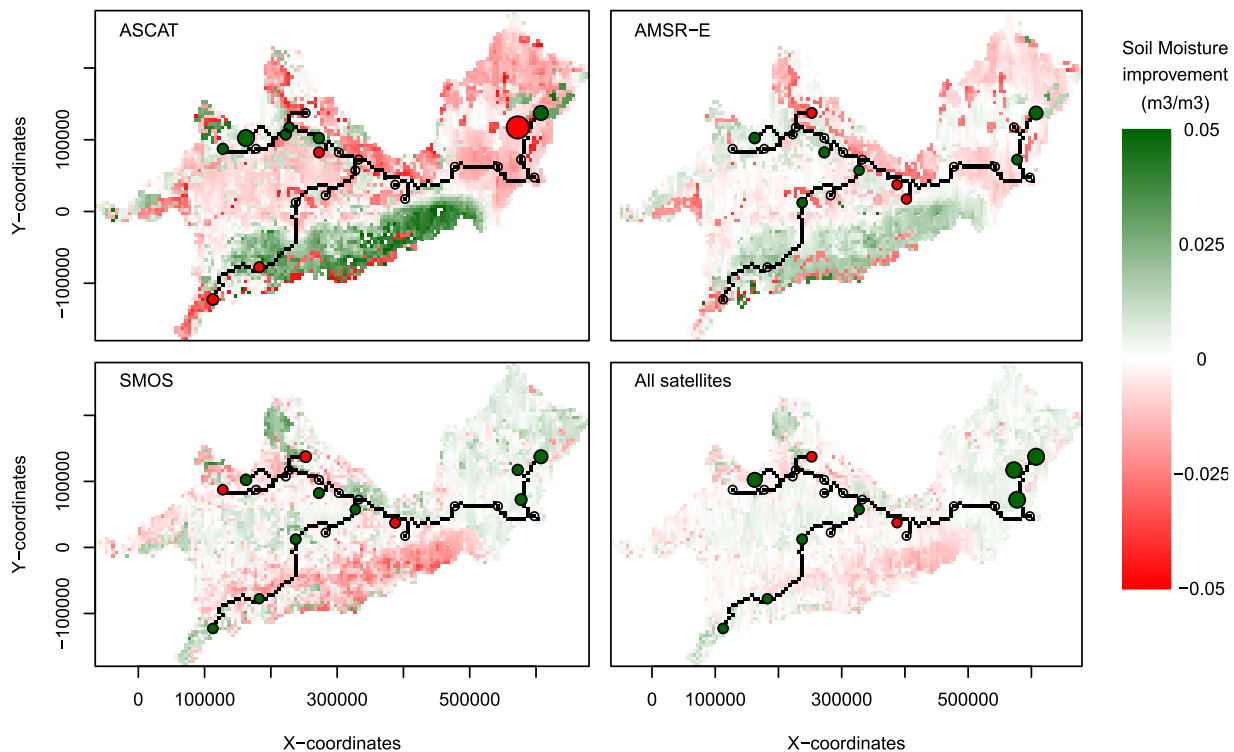 ASCAT
AMSR−E
Soil Moisture
improvement
(m3/m3)
Y−coordinates
−100000
0
100000
0.05
0.025
0
−0.025
−0.05
SMOS
All satellites
Y−coordinates
−100000
0
100000
0
100000
300000
500000
0
100000
300000
500000
X−coordinates
X−coordinates